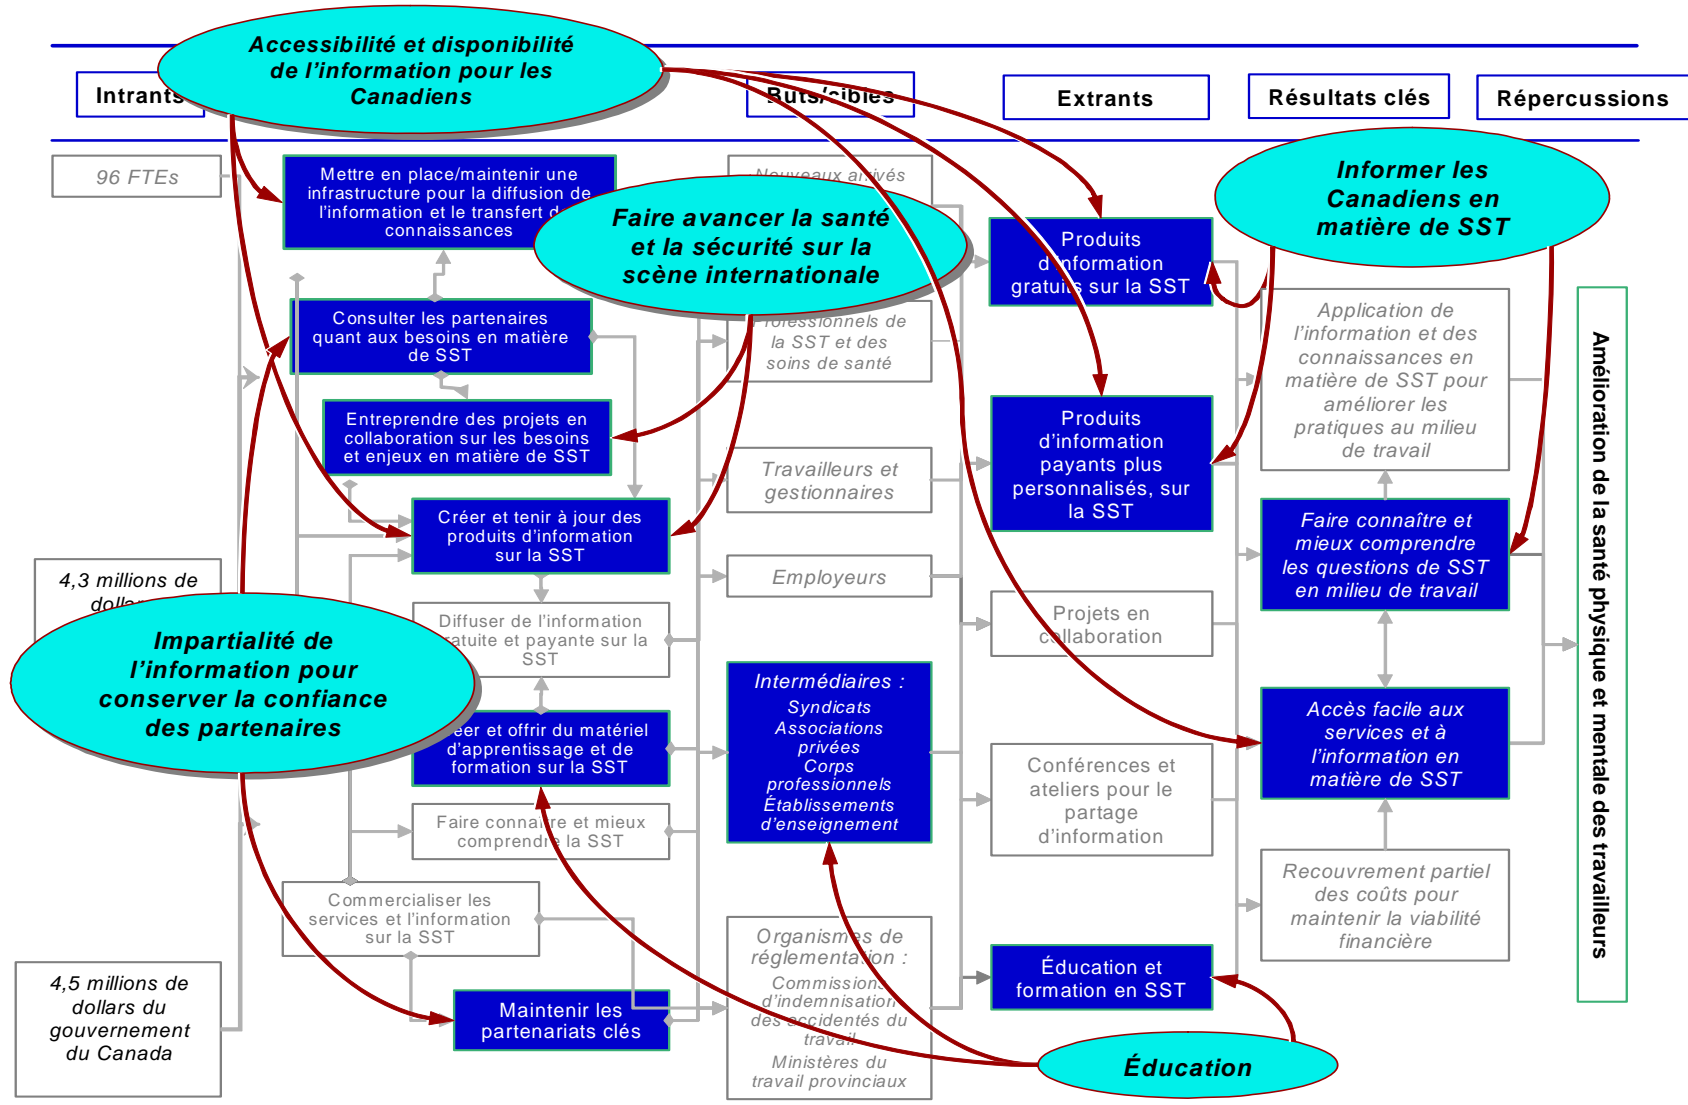 Accessibilité et disponibilité
de l'information pour les
Canadiens
Intrants
Buts/cibles
Extrants
Résultats clés
Répercussions
96 FTEs
4,3 millions de
4,5 millions de
dollars du
gouvernement
du Canada
Mettre en place/maintenir une
infrastructure pour la diffusion de
l'information et le transfert
connaissances
Consulter les partenaires
quant aux besoins en matière
de SST
Entreprendre des projets en
collaboration sur les besoins
et enjeux en matière de SST
Créer et tenir à jour des
produits d'information
sur la SST
Diffuser de l'information
gratuite et payante sur la
SST
Créer et offrir du matériel
d'apprentissage et de
formation sur la SST
Faire connaître et mieux
comprendre la SST
Commercialiser les
services et l'information
sur la SST
Maintenir les
partenariats clés
Impartialité de
l'information pour
conserver la confiance
des partenaires
Nouveaux arrivés
Faire avancer la santé
et la sécurité sur la
scène internationale
Professionnels de
la SST et des
soins de santé
Travailleurs et
gestionnaires
Employeurs
Intermédiaires :
Syndicats
Associations
privées
Corps
professionnels
Établissements
d'enseignement
Organismes de
réglementation :
Commissions
d'indemnisation
des accidentés du
travail
Ministères du
travail provinciaux
Produits
d'information
gratuits sur la SST
Produits
d'information
payants plus
personnalisés, sur
la SST
Projets en
collaboration
Conférences et
ateliers pour le
partage
d'information
Éducation et
formation en SST
Éducation
Informer les
Canadiens en
matière de SST
Application de
l'information et des
connaissances en
matière de SST pour
améliorer les
pratiques au milieu
de travail
Faire connaître et
mieux comprendre
les questions de SST
en milieu de travail
Accès facile aux
services et à
l'information en
matière de SST
Recouvrement partiel
des coûts pour
maintenir la viabilité
financière
Amélioration de la santé physique et mentale des travailleurs